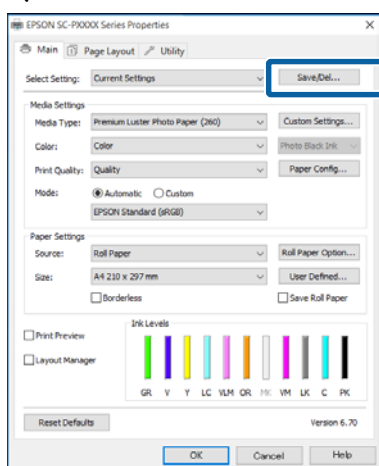 EPSON SC-PXXXX Series Properties
Main Page Layout Utility
Select Setting: Current Settings Save/Del...
Media Settings
Media Type: Premium Luster Photo Paper (260) Custom Settings...
Color: Color Photo Black Ink
Print Quality: Quality Paper Config...
Mode: Automatic Custom
EPSON Standard (sRGB)
Paper Settings
Source: Roll Paper Roll Paper Option...
Size: A4 210 x 297 mm User Defined...
Borderless Save Roll Paper
Ink Levels
Print Preview
Layout Manager
GR V Y LC VLM OR MK VM LK C PK
Reset Defaults Version 6.70
OK Cancel Help